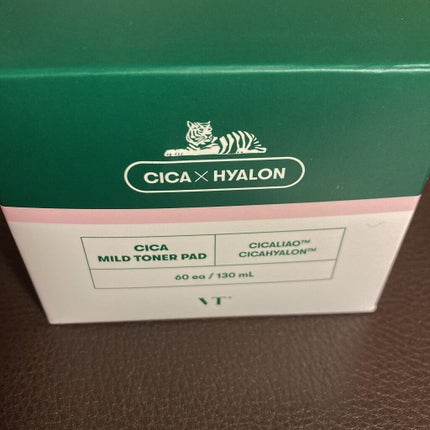 CICA × HYALON
CICA
MILD TONER PAD
CICALIAO™
CICAHYALON™
60 ea / 130 mL
VT